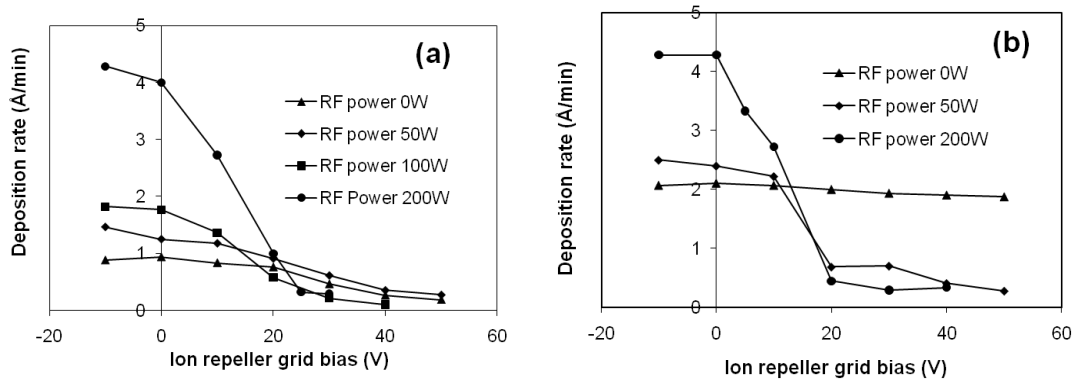 (a)
Deposition rate (Å/min)
5
4
3
2
1
0
-20
0
20
40
60
Ion repeller grid bias (V)
RF power 0W
RF power 50W
RF power 100W
RF Power 200W
(b)
Deposition rate (Å/min)
5
4
3
2
1
0
-20
0
20
40
60
Ion repeller grid bias (V)
RF power 0W
RF power 50W
RF power 200W